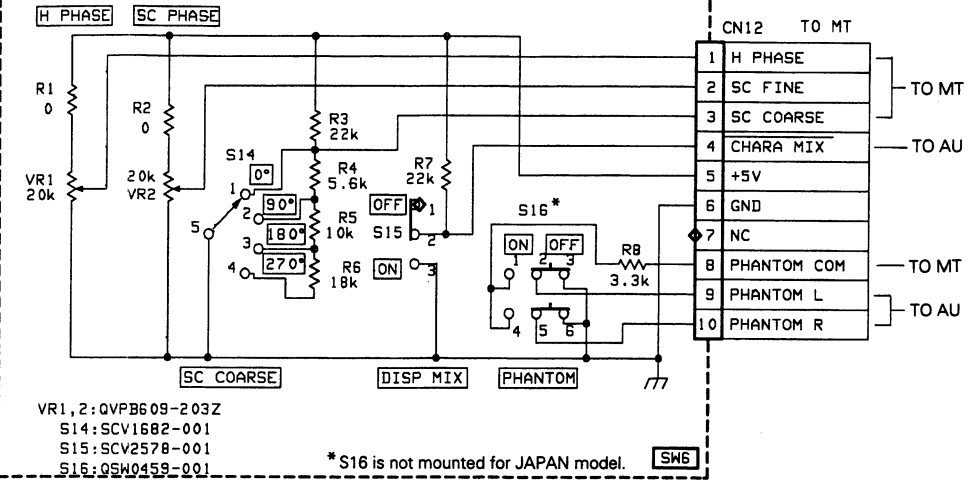 H PHASE
SC PHASE
CN12 TO MT
1 H PHASE
2 SC FINE
3 SC COARSE
4 CHARA MIX
5 +5V
6 GND
7 NC
8 PHANTOM COM
9 PHANTOM L
10 PHANTOM R
TO MT
TO AU
TO MT
TO AU
R1
0
R2
0
R3
22k
R4
5.6k
R5
10k
R6
18k
R7
22k
R8
3.3k
VR1
20k
20k
VR2
S14
0°
90°
180°
270°
1
2
3
4
5
OFF
S15
ON
1
2
3
S16*
ON
OFF
1
2
3
4
5
6
SC COARSE
DISP MIX
PHANTOM
VR1,2:QVPB609-203Z
S14:SCV1682-001
S15:SCV2578-001
S16:QSW0459-001
*S16 is not mounted for JAPAN model.
SW6